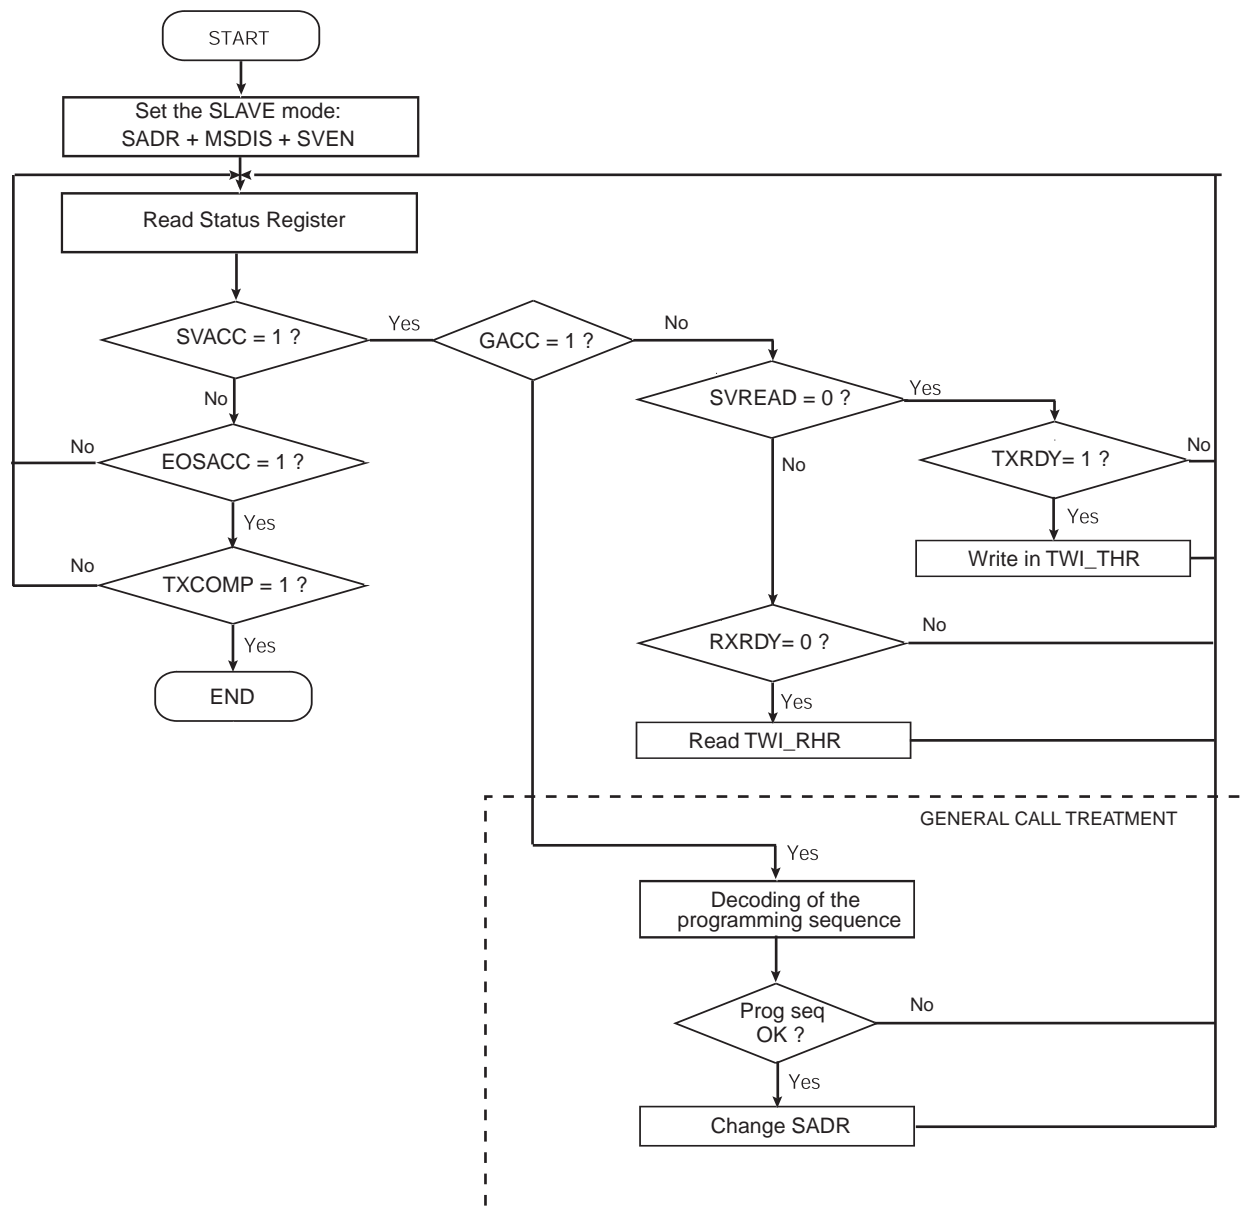 START
Set the SLAVE mode:
SADR + MSDIS + SVEN
Read Status Register
SVACC = 1 ?
Yes
GACC = 1 ?
No
SVREAD = 0 ?
Yes
No
EOSACC = 1 ?
No
TXRDY= 1 ?
No
No
Yes
Yes
Write in TWI_THR
TXCOMP = 1 ?
No
Yes
END
RXRDY= 0 ?
No
Yes
Read TWI_RHR
GENERAL CALL TREATMENT
Yes
Decoding of the
programming sequence
Prog seq
OK ?
No
Yes
Change SADR